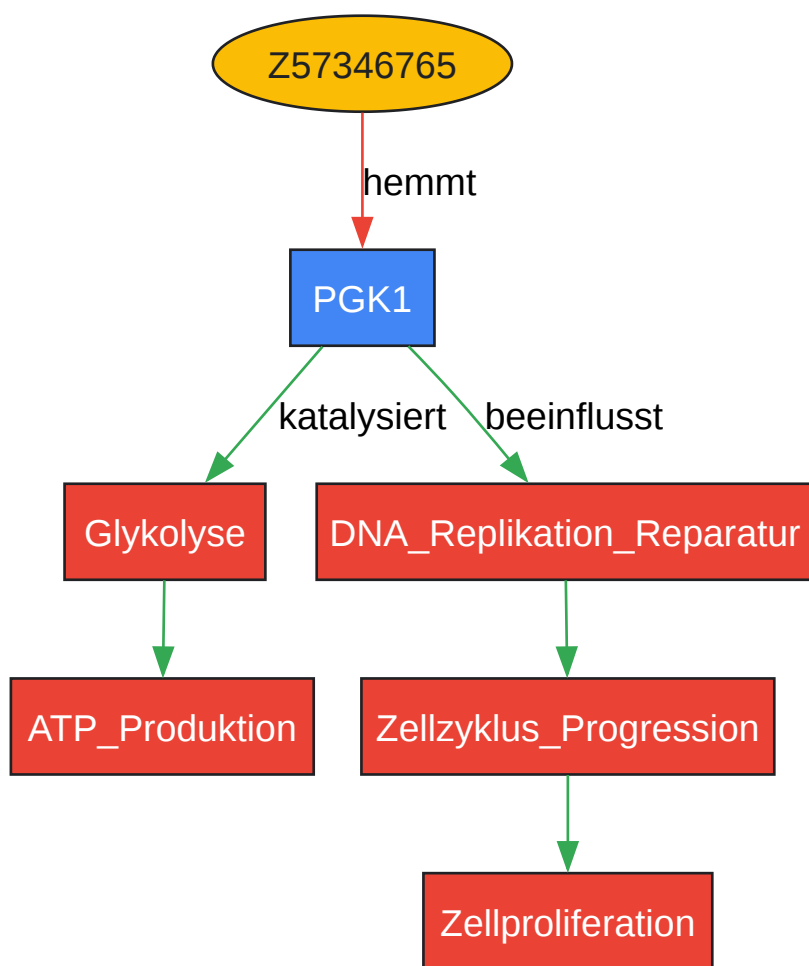 Z57346765
hemmt
PGK1
katalysiert
beeinflusst
Glykolyse
DNA_Replikation_Reparatur
ATP_Produktion
Zellzyklus_Progression
Zellproliferation